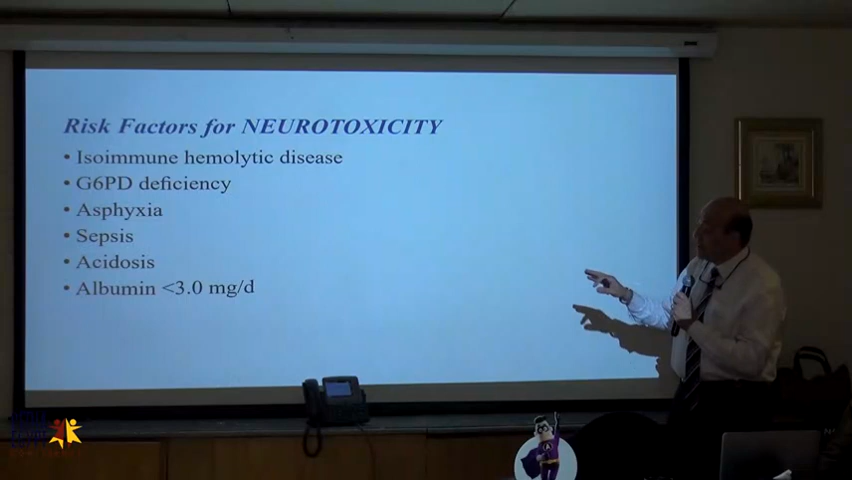 Risk Factors for NEUROTOXICITY
• Isoimmune hemolytic disease
• G6PD deficiency
• Asphyxia
• Sepsis
• Acidosis
• Albumin <3.0 mg/d